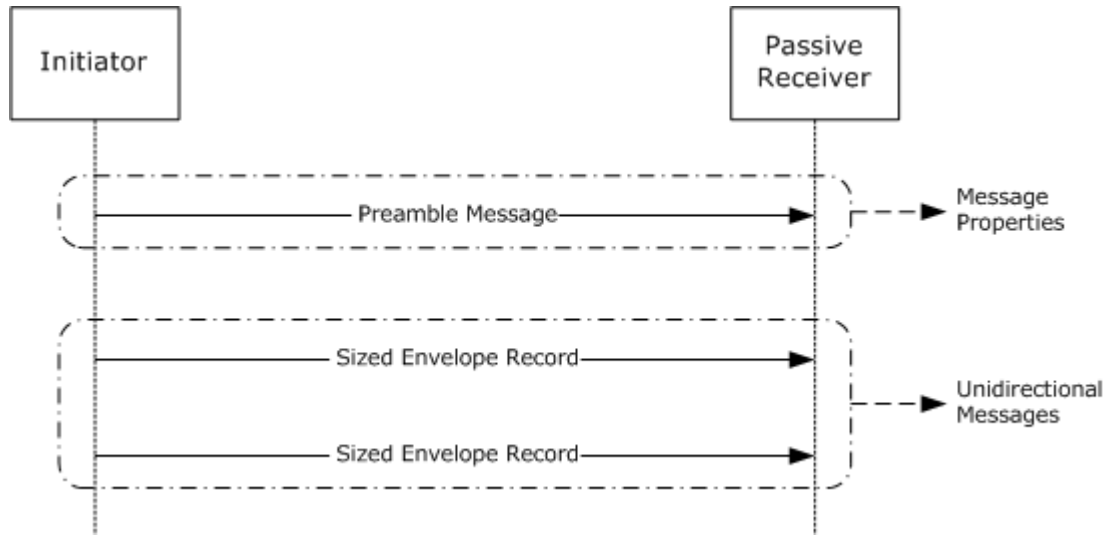 Initiator
Passive
Receiver
Preamble Message
Message
Properties
Sized Envelope Record
Unidirectional
Messages
Sized Envelope Record